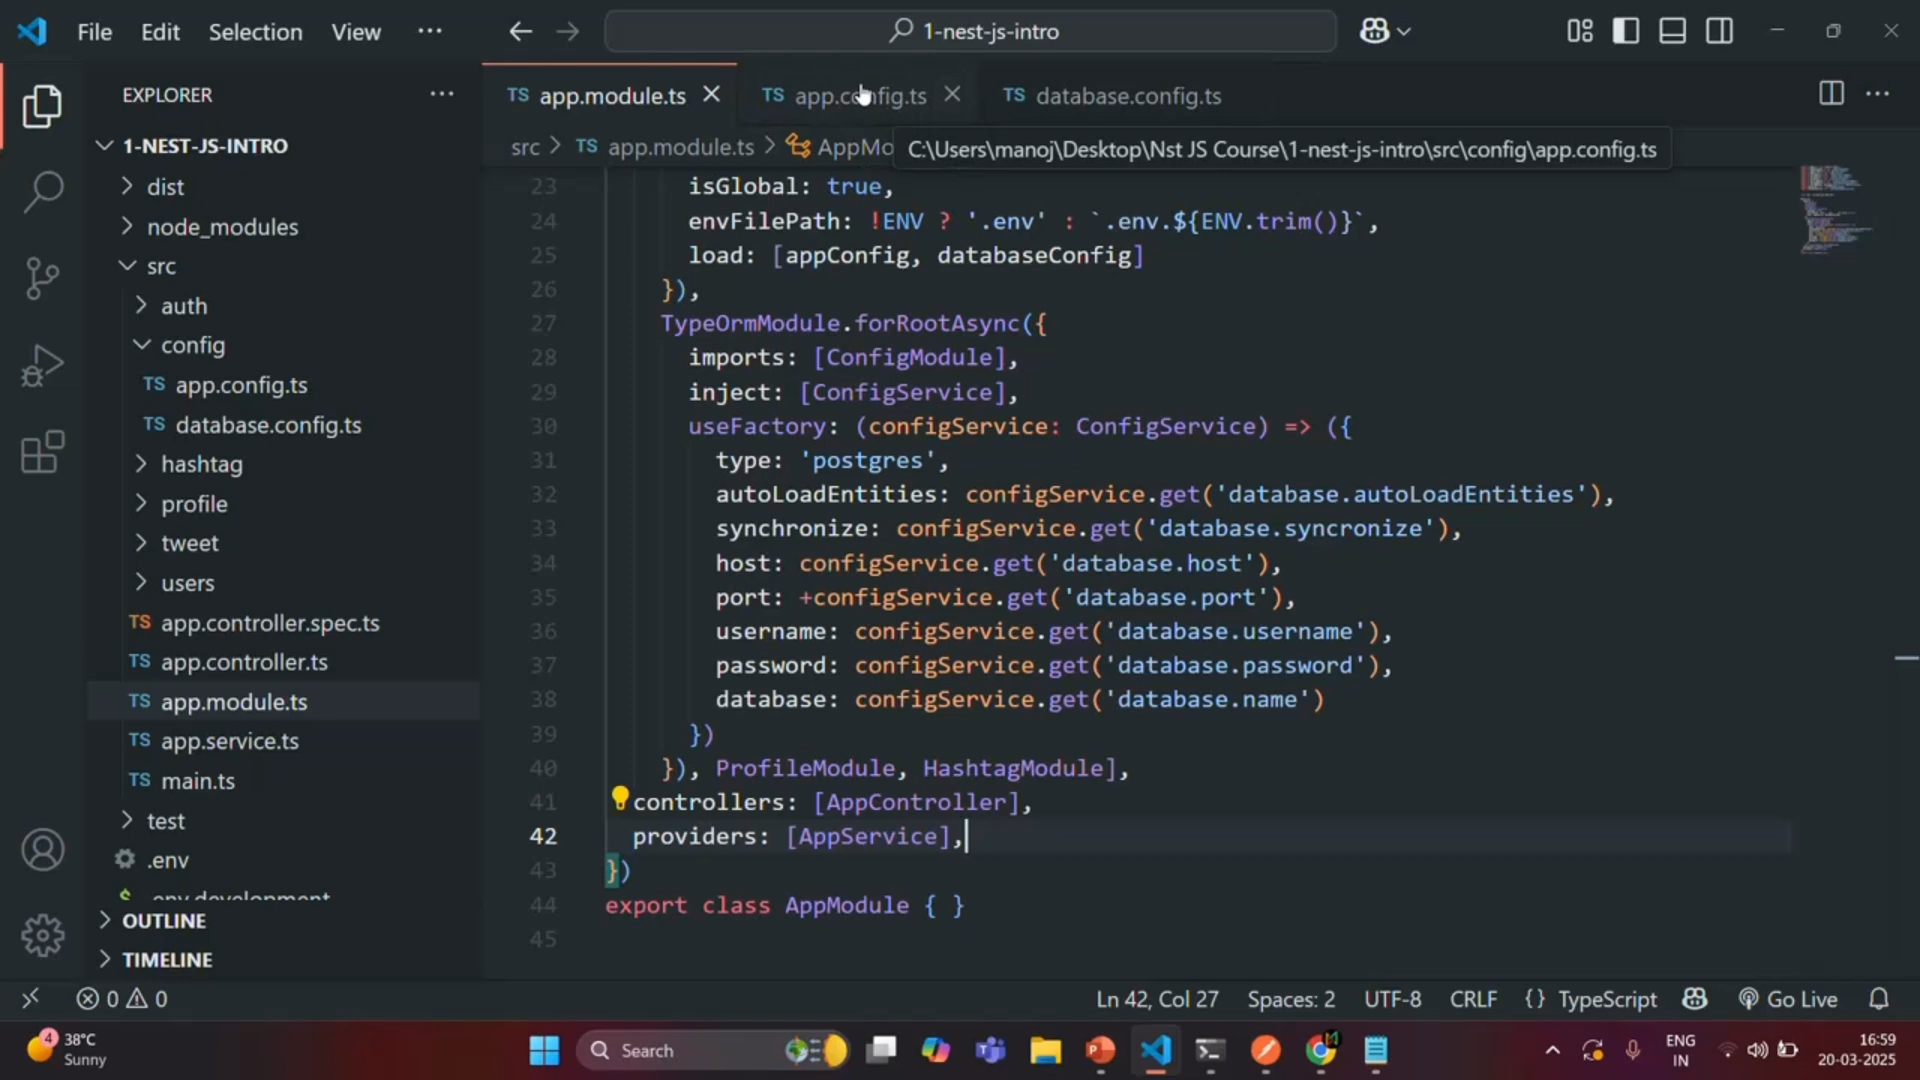 File Edit Selection View ··· 1-nest-js-intro
EXPLORER ···
TS app.module.ts TS app.config.ts TS database.config.ts
src > TS app.module.ts > AppMo
C:\Users\manoj\Desktop\Nst JS Course\1-nest-js-intro\src\config\app.config.ts
1-NEST-JS-INTRO
dist
node_modules
src
auth
config
TS app.config.ts
TS database.config.ts
hashtag
profile
tweet
users
TS app.controller.spec.ts
TS app.controller.ts
TS app.module.ts
TS app.service.ts
TS main.ts
test
.env
$ .env.development
OUTLINE
TIMELINE
23 isGlobal: true,
24 envFilePath: !ENV ? '.env' : `.env.${ENV.trim()}`,
25 load: [appConfig, databaseConfig]
26 }),
27 TypeOrmModule.forRootAsync({
28 imports: [ConfigModule],
29 inject: [ConfigService],
30 useFactory: (configService: ConfigService) => ({
31 type: 'postgres',
32 autoLoadEntities: configService.get('database.autoLoadEntities'),
33 synchronize: configService.get('database.syncronize'),
34 host: configService.get('database.host'),
35 port: +configService.get('database.port'),
36 username: configService.get('database.username'),
37 password: configService.get('database.password'),
38 database: configService.get('database.name')
39 })
40 }), ProfileModule, HashtagModule],
41 controllers: [AppController],
42 providers: [AppService],
43 })
44 export class AppModule { }
45
0 0 Ln 42, Col 27 Spaces: 2 UTF-8 CRLF {} TypeScript Go Live
4 38°C
Sunny
Search
ENG
IN
16:59
20-03-2025